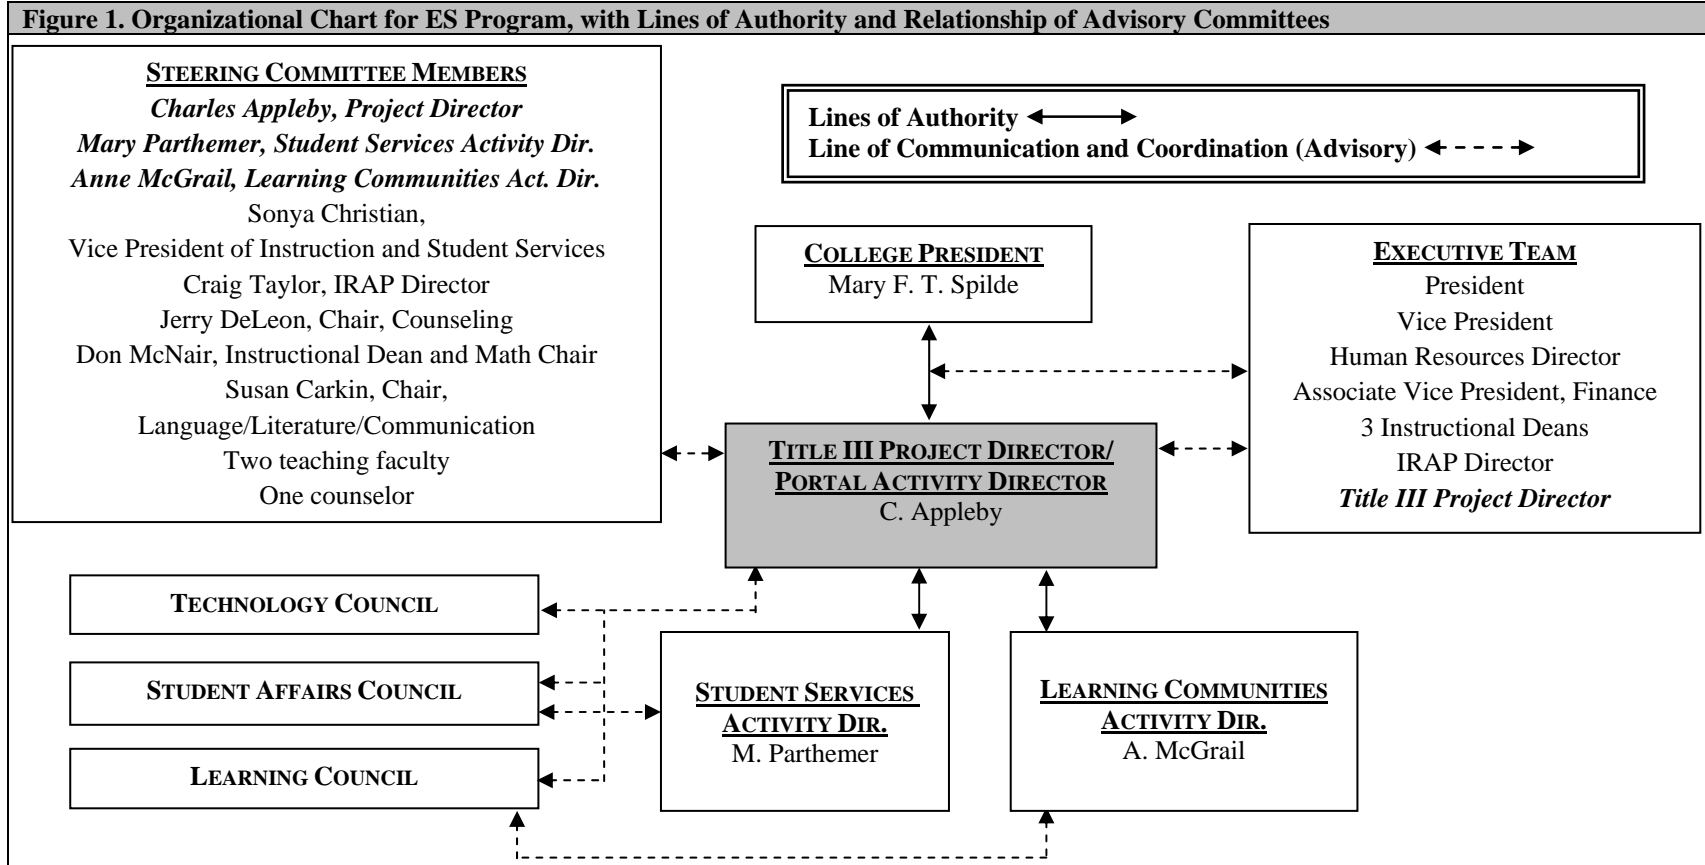 Figure 1. Organizational Chart for ES Program, with Lines of Authority and Relationship of Advisory Committees
STEERING COMMITTEE MEMBERS
Charles Appleby, Project Director
Mary Parthemer, Student Services Activity Dir.
Anne McGrail, Learning Communities Act. Dir.
Sonya Christian,
Vice President of Instruction and Student Services
Craig Taylor, IRAP Director
Jerry DeLeon, Chair, Counseling
Don McNair, Instructional Dean and Math Chair
Susan Carkin, Chair,
Language/Literature/Communication
Two teaching faculty
One counselor
Lines of Authority
Line of Communication and Coordination (Advisory)
COLLEGE PRESIDENT
Mary F. T. Spilde
EXECUTIVE TEAM
President
Vice President
Human Resources Director
Associate Vice President, Finance
3 Instructional Deans
IRAP Director
Title III Project Director
TITLE III PROJECT DIRECTOR/
PORTAL ACTIVITY DIRECTOR
C. Appleby
TECHNOLOGY COUNCIL
STUDENT AFFAIRS COUNCIL
LEARNING COUNCIL
STUDENT SERVICES
ACTIVITY DIR.
M. Parthemer
LEARNING COMMUNITIES
ACTIVITY DIR.
A. McGrail